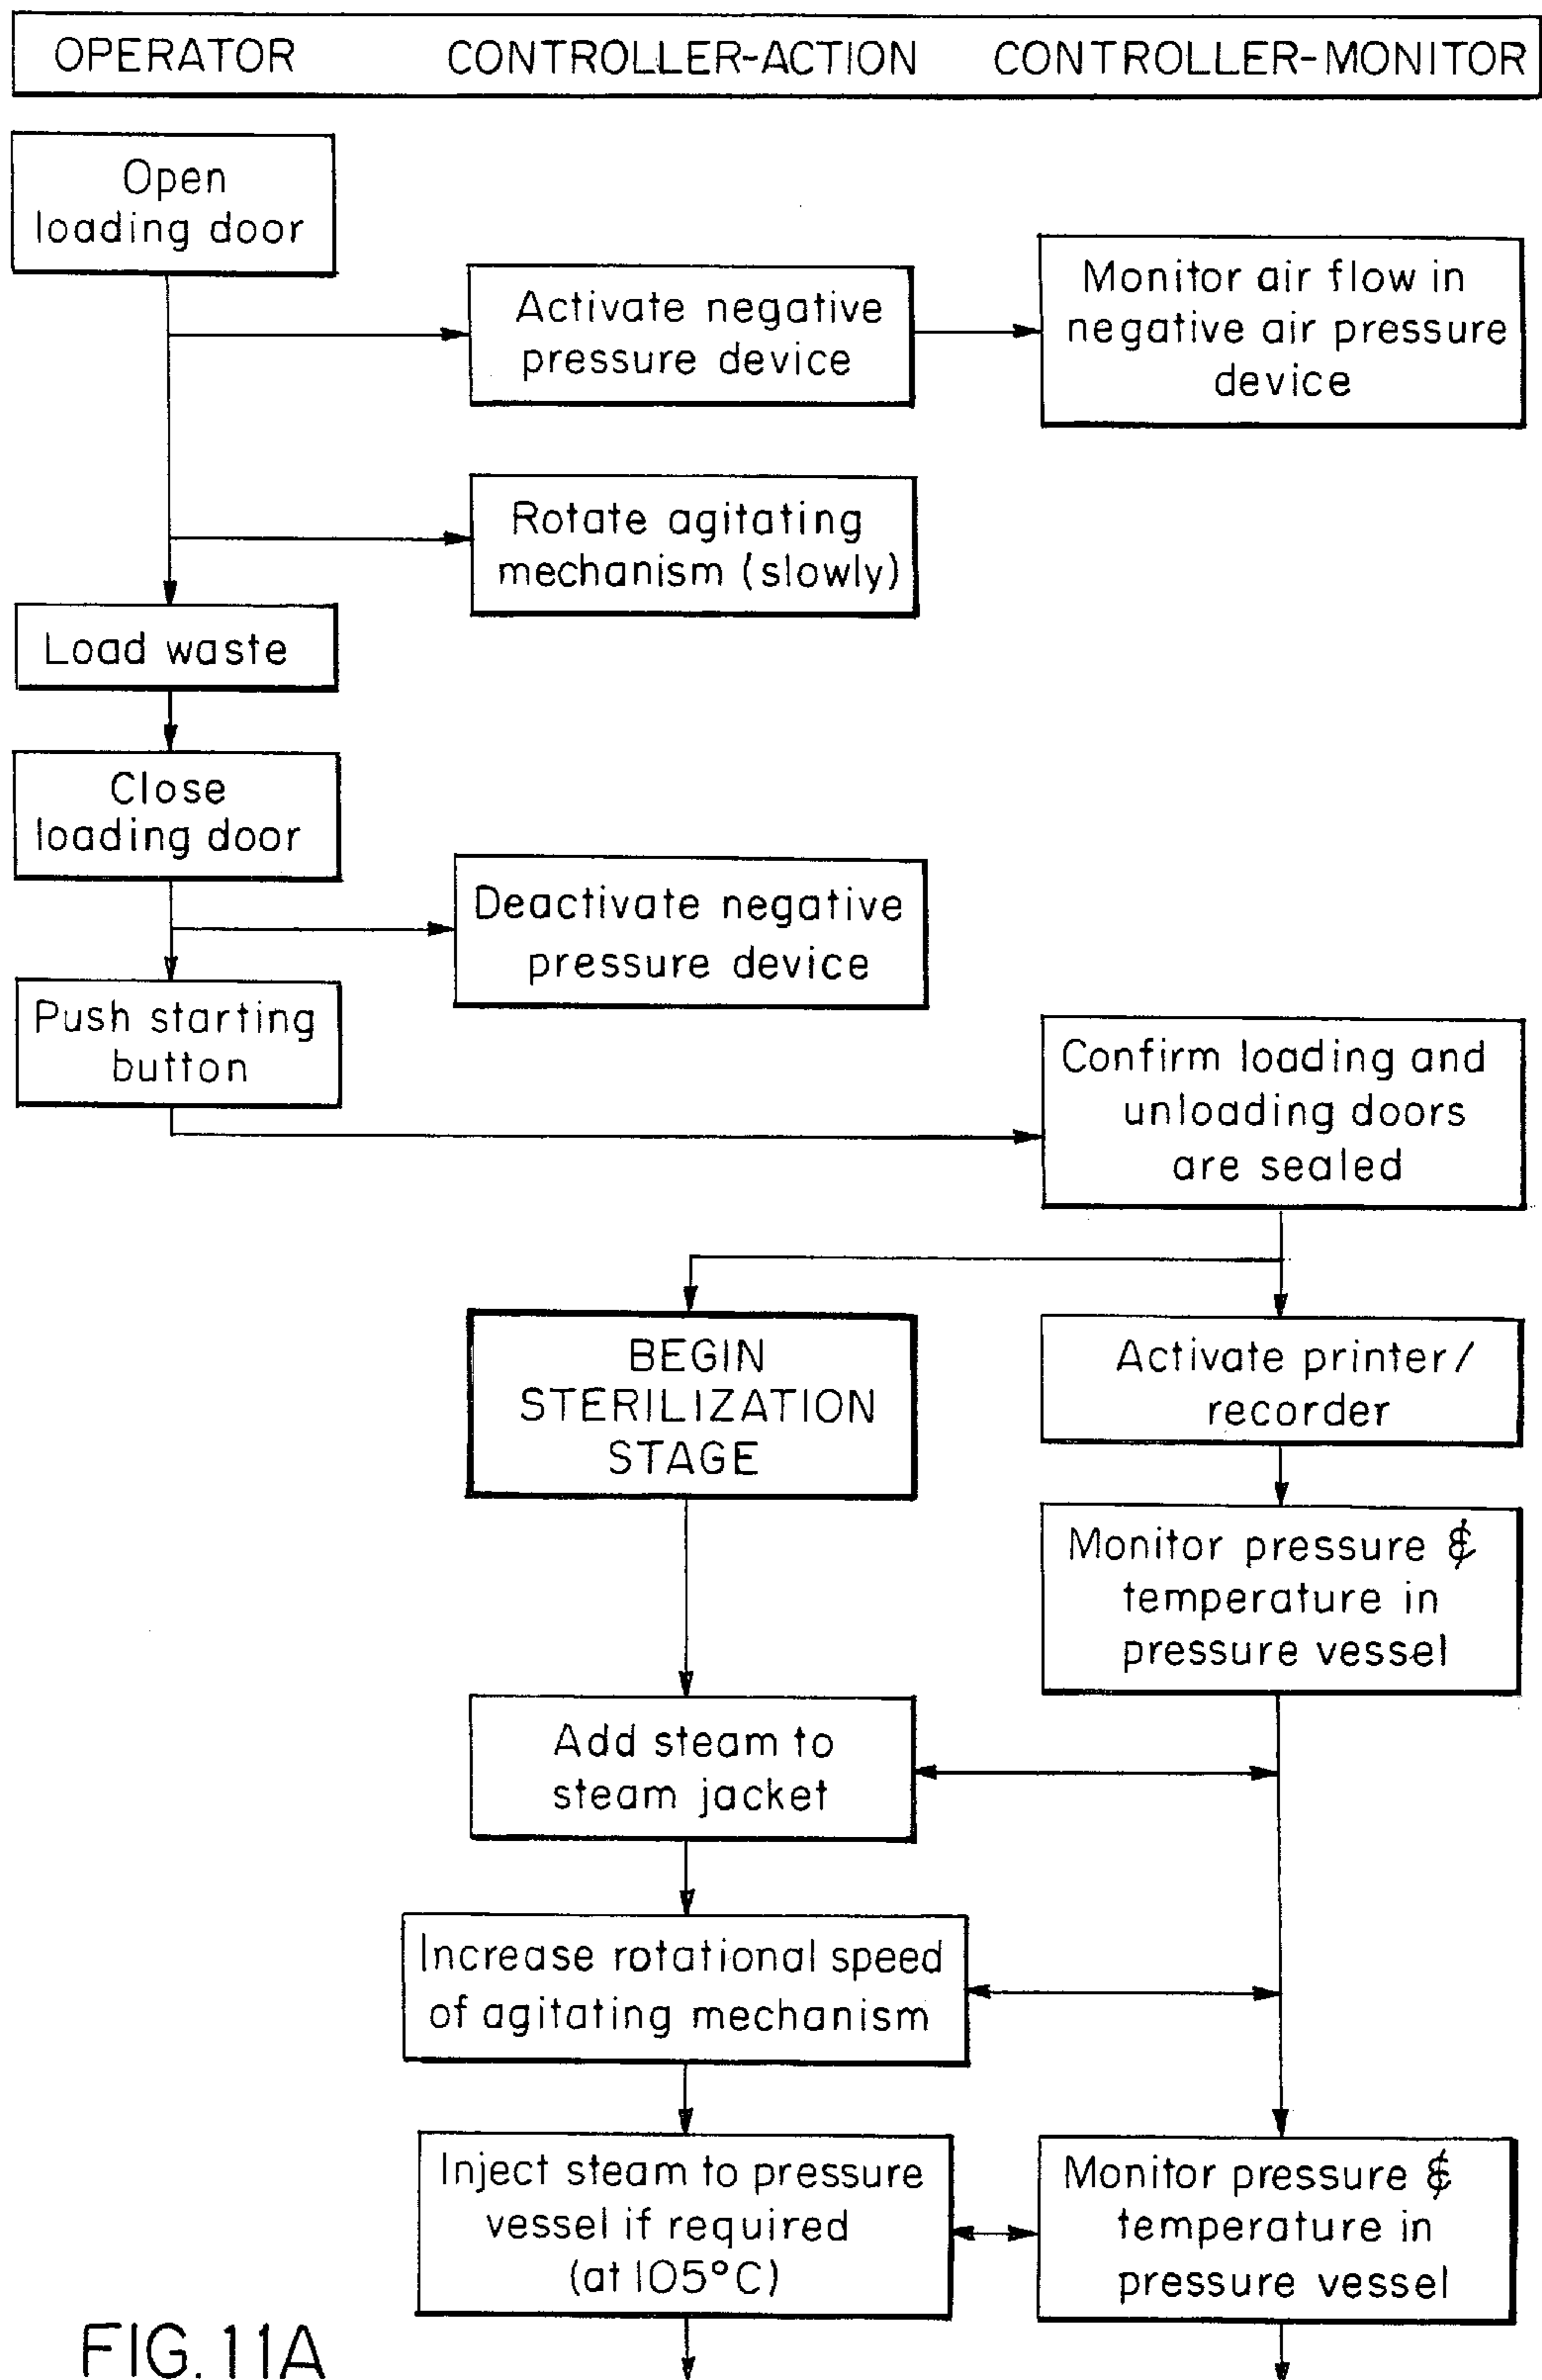 OPERATOR CONTROLLER-ACTION CONTROLLER-MONITOR
Open
loading door
Activate negative
pressure device
Monitor air flow in
negative air pressure
device
Rotate agitating
mechanism (slowly)
Load waste
Close
loading door
Deactivate negative
pressure device
Push starting
button
Confirm loading and
unloading doors
are sealed
BEGIN
STERILIZATION
STAGE
Activate printer/
recorder
Monitor pressure &
temperature in
pressure vessel
Add steam to
steam jacket
Increase rotational speed
of agitating mechanism
Inject steam to pressure
vessel if required
(at 105°C)
Monitor pressure &
temperature in
pressure vessel
FIG. 11A